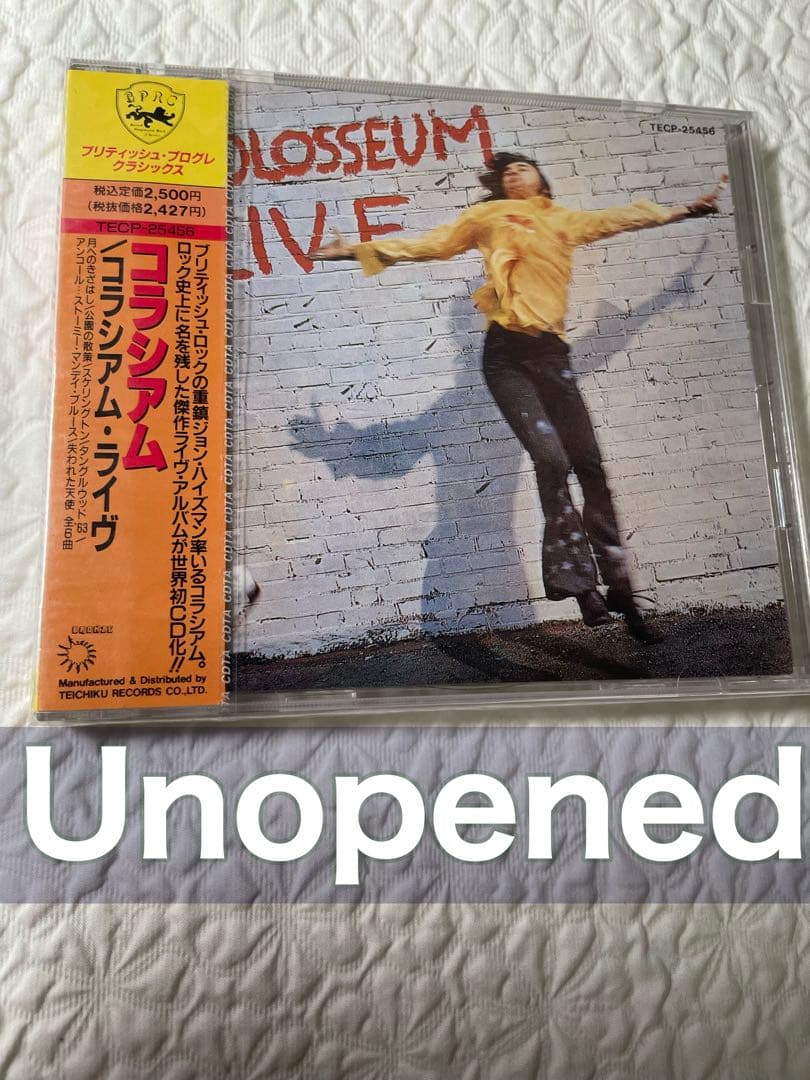 BPRC
ブリティッシュ・プログレ
クラシックス
税込定価2,500円
(税抜価格2,427円)
TECP-25456
コラシアム
/コラシアム・ライヴ
ブリティッシュ・ロックの重鎮ジョン・ハイズマン率いるコラシアム。
ロック史上に名を残した傑作ライヴ・アルバムが世界初CD化!!
月へのきざはし/公園の散策/スケリングトン/タングルウッド '63/
アンコール…ストーミー・マンデイ・ブルース/失われた天使 全6曲
BRONZE
Manufactured & Distributed by
TEICHIKU RECORDS CO.,LTD.
CDTA CDTA CDTA CDTA CDTA CDTA CDTA
OLOSSEUM
LIVE
TECP-25456
Unopened